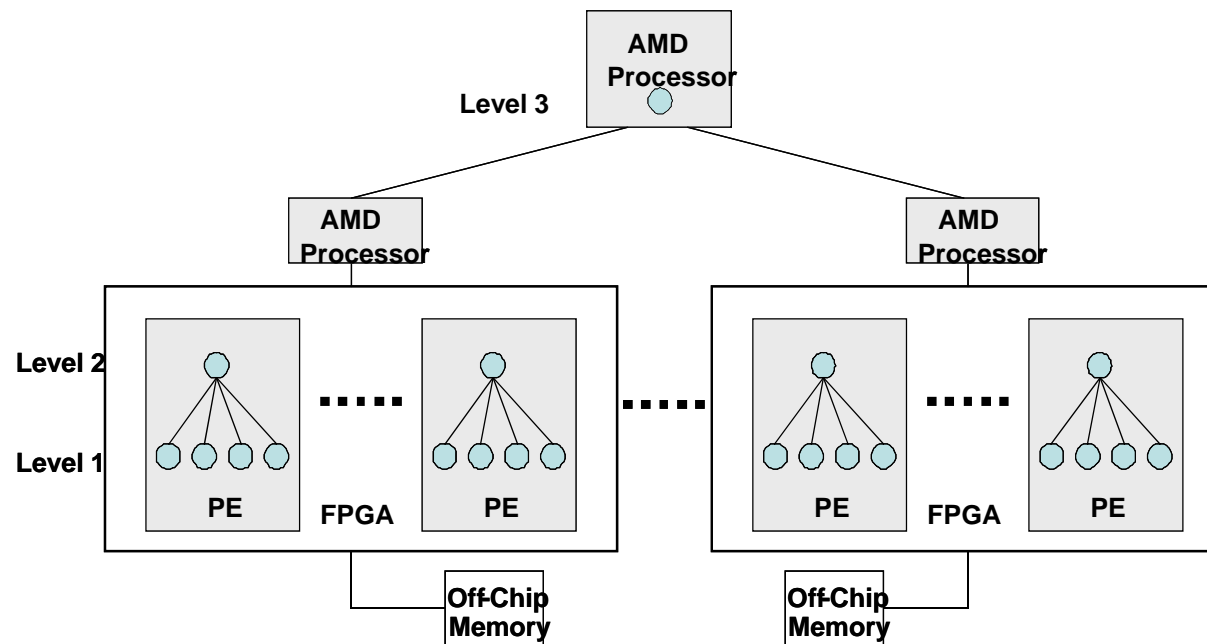 AMD
Processor
Level 3
AMD
Processor
AMD
Processor
Level 2
Level 1
PE
FPGA
PE
PE
FPGA
PE
Off-Chip
Memory
Off-Chip
Memory